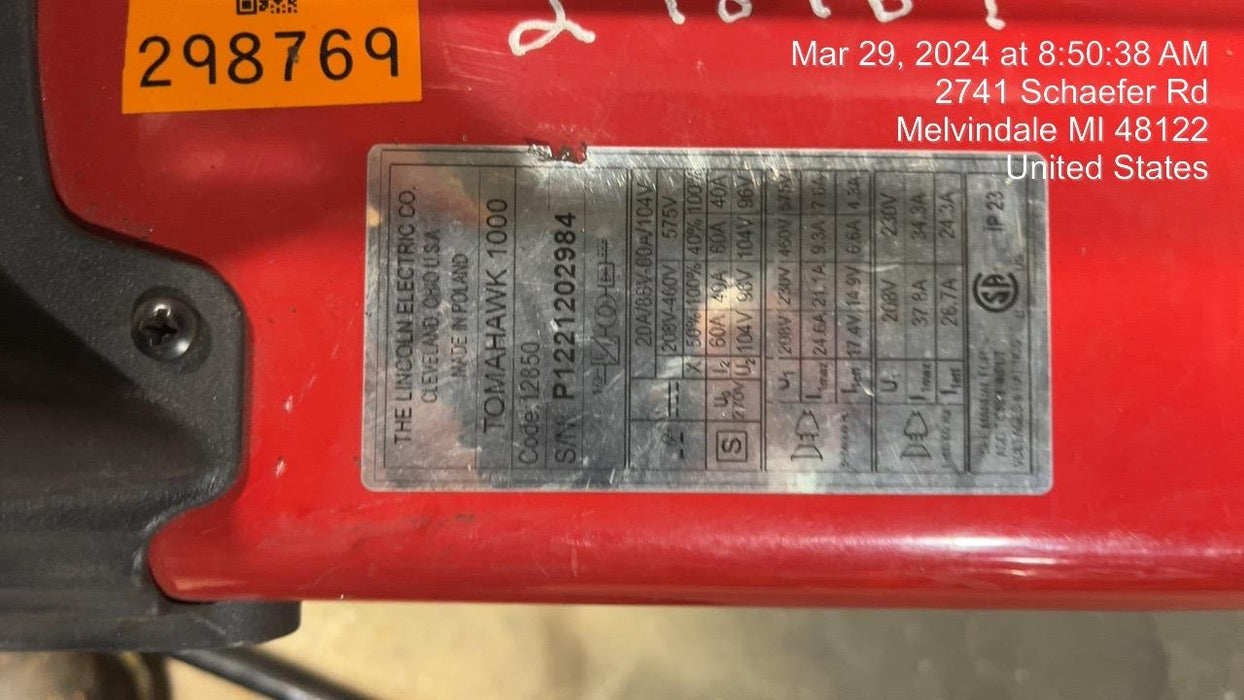 298769
Mar 29, 2024 at 8:50:38 AM
2741 Schaefer Rd
Melvindale MI 48122
United States
THE LINCOLN ELECTRIC CO.
CLEVELAND OHIO U.S.A.
MADE IN POLAND
TOMAHAWK 1000
Code: 12850
S/N: P1221202984
20A/88V-60A/104V
208V-460V 575V
X 50% 100% 40% 100%
S U0 270V I2 60A 40A 60A 40A
U2 104V 96V 104V 96V
U1 208V 230V 460V 575V
I1max 24.6A 21.1A 9.3A 7.6A
I1eff 17.4V 14.9V 6.6A 4.3A
U1 208V 230V
I1max 37.8A 34.3A
I1eff 26.7A 24.3A
IP 23
SA